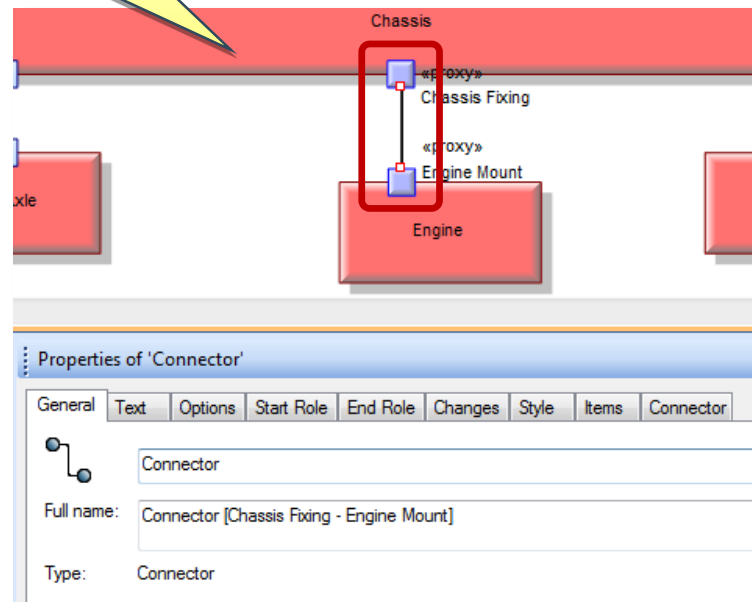 Chassis
«proxy»
Chassis Fixing
«proxy»
Engine Mount
xle
Engine
Properties of 'Connector'
General Text Options Start Role End Role Changes Style Items Connector
Connector
Full name: Connector [Chassis Fixing - Engine Mount]
Type: Connector